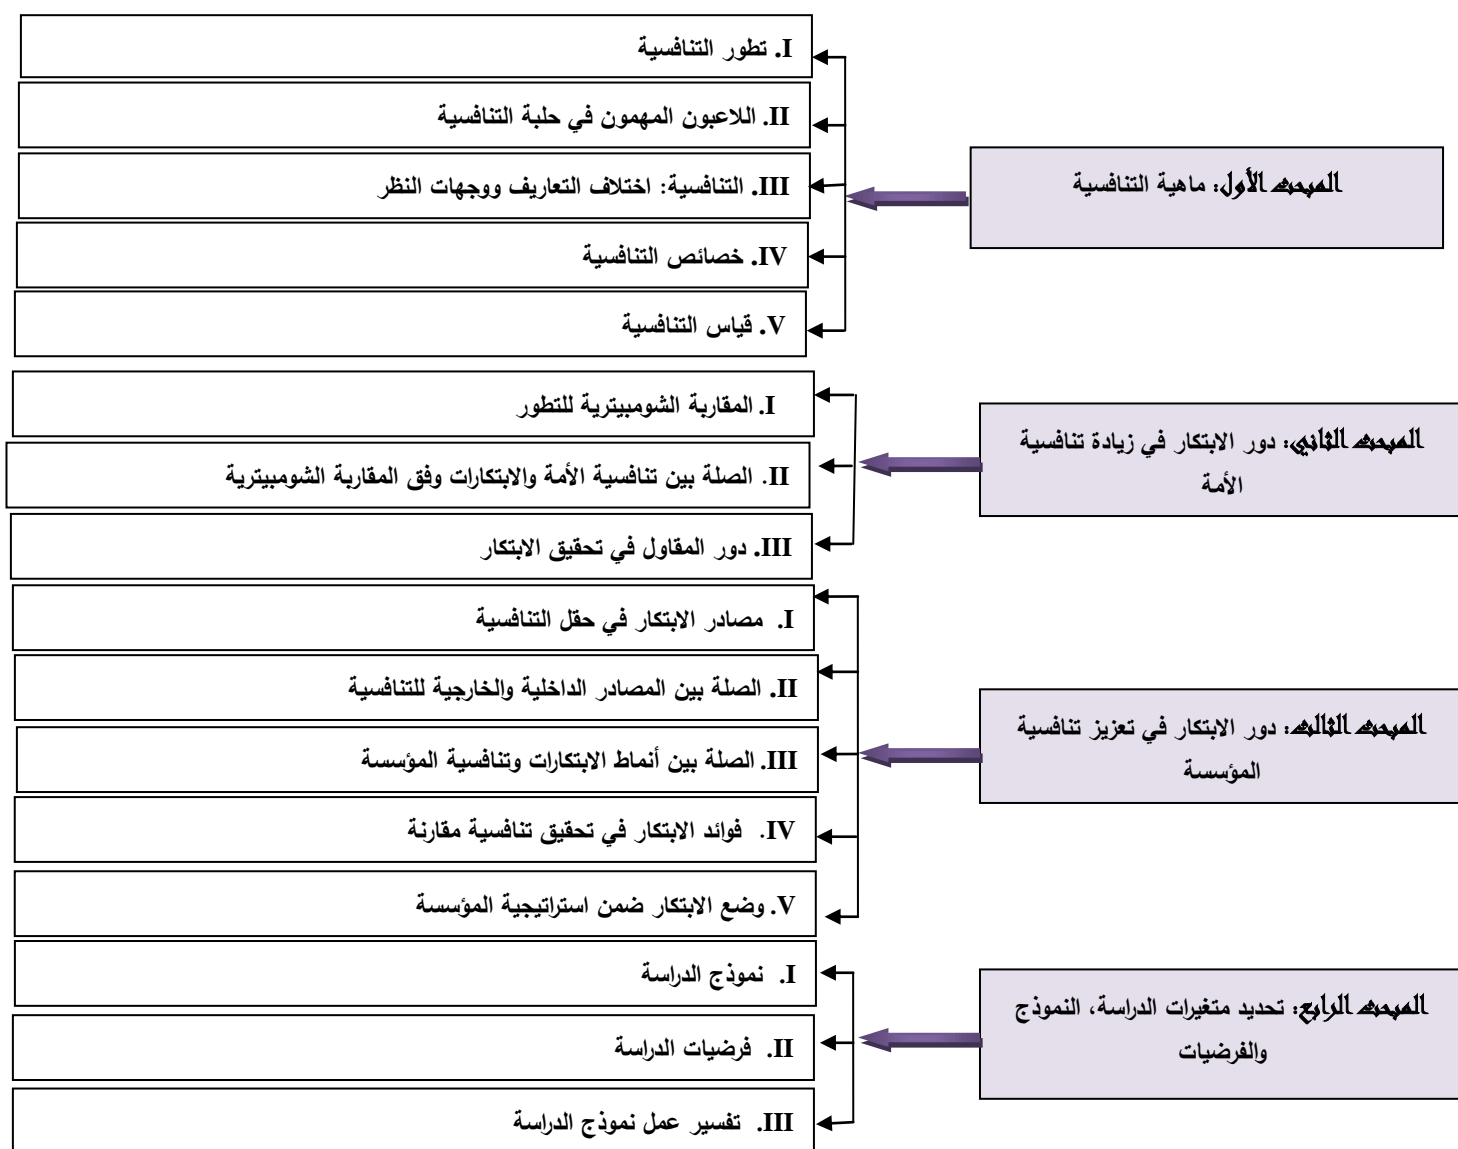 المبحث الأول: ماهية التنافسية
I. تطور التنافسية
II. اللاعبون المهمون في حلبة التنافسية
III. التنافسية: اختلاف التعاريف ووجهات النظر
IV. خصائص التنافسية
V. قياس التنافسية
المبحث الثاني: دور الابتكار في زيادة تنافسية
الأمة
I. المقاربة الشومبيترية للتطور
II. الصلة بين تنافسية الأمة والابتكارات وفق المقاربة الشومبيترية
III. دور المقاول في تحقيق الابتكار
المبحث الثالث: دور الابتكار في تعزيز تنافسية
المؤسسة
I. مصادر الابتكار في حقل التنافسية
II. الصلة بين المصادر الداخلية والخارجية للتنافسية
III. الصلة بين أنماط الابتكارات وتنافسية المؤسسة
IV. فوائد الابتكار في تحقيق تنافسية مقارنة
V. وضع الابتكار ضمن استراتيجية المؤسسة
المبحث الرابع: تحديد متغيرات الدراسة، النموذج
والفرضيات
I. نموذج الدراسة
II. فرضيات الدراسة
III. تفسير عمل نموذج الدراسة